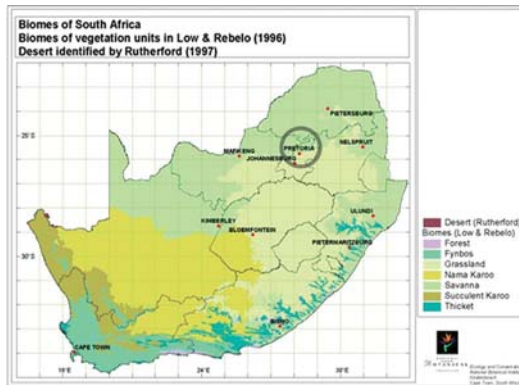 Biomes of South Africa
Biomes of vegetation units in Low & Rebelo (1996)
Desert identified by Rutherford (1997)
PIETERSBURG
25°S
MAFIKENG
PRETORIA
NELSPRUIT
JOHANNESBURG
ULUNDI
KIMBERLEY
BLOEMFONTEIN
PIETERMARITZBURG
BISHO
CAPE TOWN
18°E
24°E
30°E
Desert (Rutherford)
Biomes (Low & Rebelo)
Forest
Fynbos
Grassland
Nama Karoo
Savanna
Succulent Karoo
Thicket